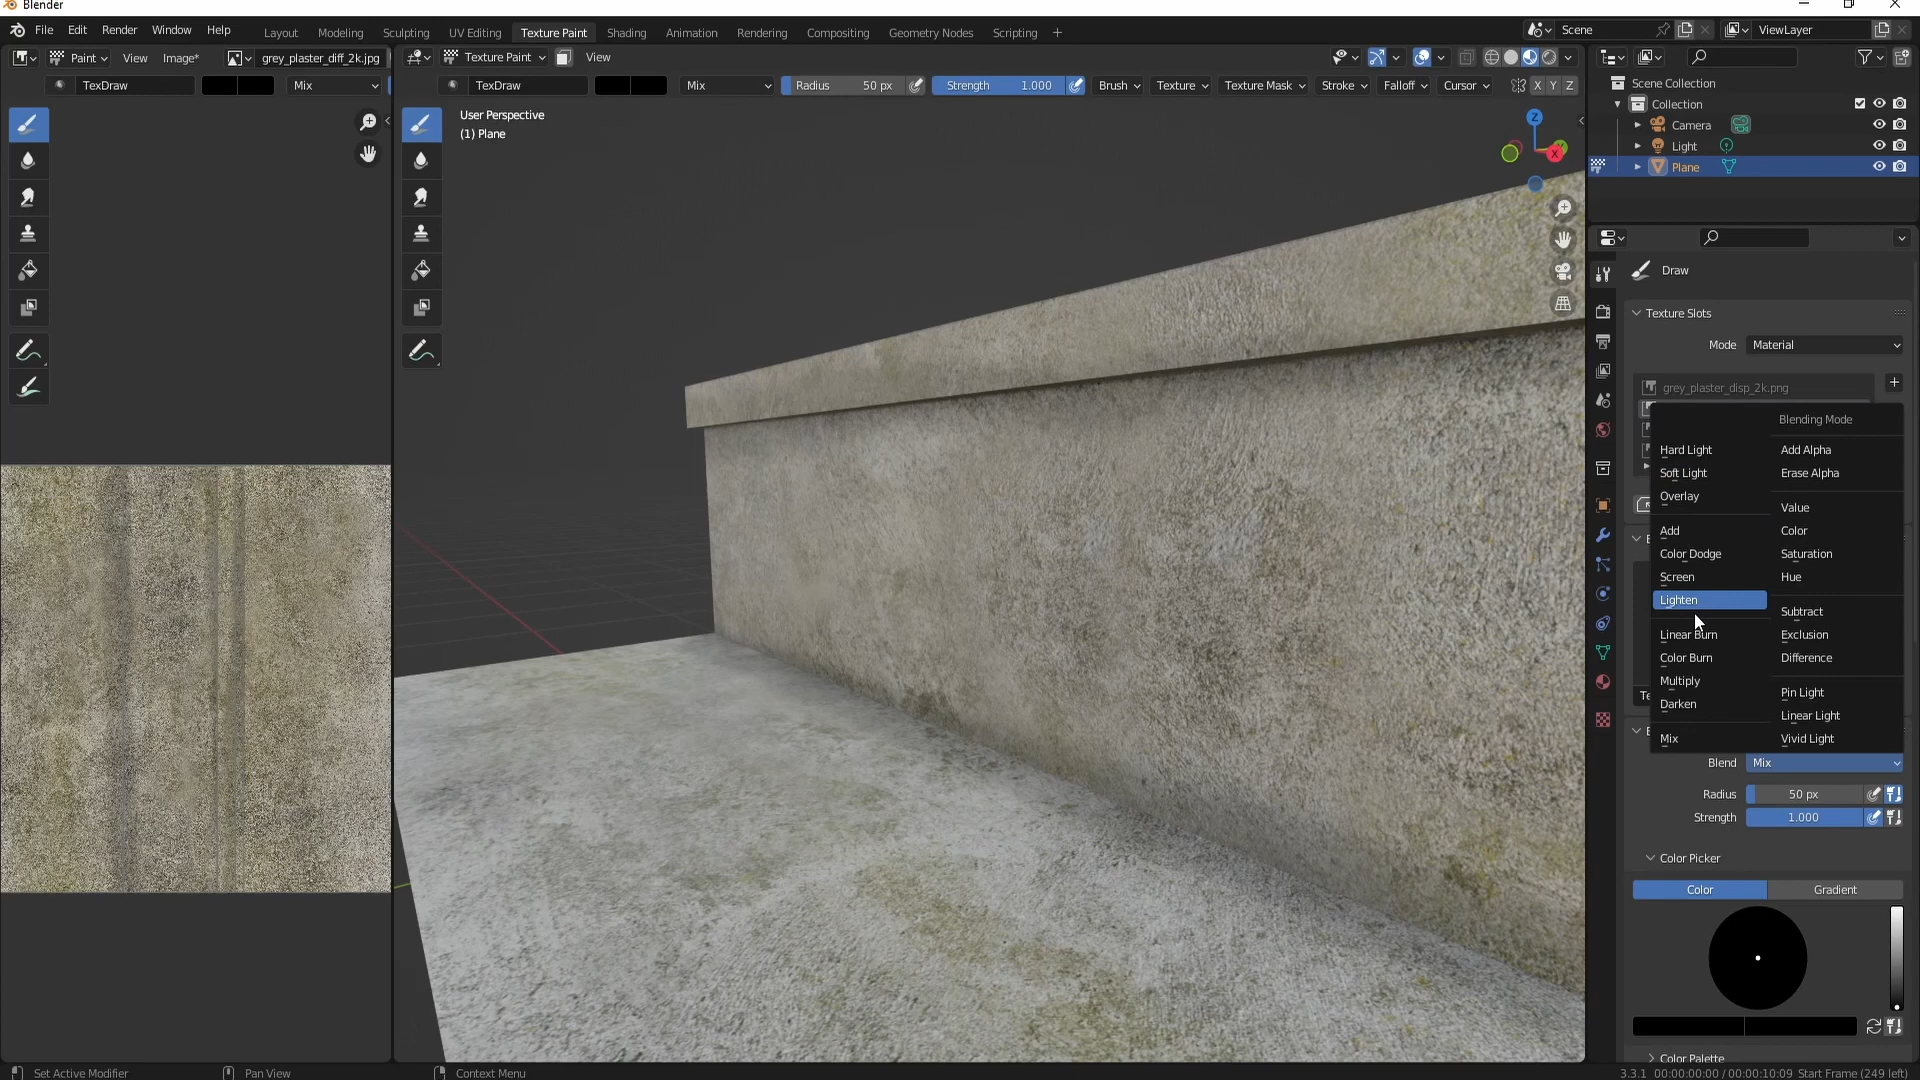 Blender
File Edit Render Window Help
Layout Modeling Sculpting UV Editing Texture Paint Shading Animation Rendering Compositing Geometry Nodes Scripting +
Scene
ViewLayer
Paint View Image* grey_plaster_diff_2k.jpg
TexDraw Mix
Texture Paint View
TexDraw Mix Radius 50 px Strength 1.000 Brush Texture Texture Mask Stroke Falloff Cursor X Y Z
User Perspective
(1) Plane
Z
X
Scene Collection
Collection
Camera
Light
Plane
Draw
Texture Slots
Mode Material
grey_plaster_disp_2k.png
Blending Mode
Hard Light
Soft Light
Overlay
Add
Color Dodge
Screen
Lighten
Linear Burn
Color Burn
Multiply
Darken
Mix
Add Alpha
Erase Alpha
Value
Color
Saturation
Hue
Subtract
Exclusion
Difference
Pin Light
Linear Light
Vivid Light
Blend Mix
Radius 50 px
Strength 1.000
Color Picker
Color Gradient
Color Palette
Set Active Modifier Pan View Context Menu
3.3.1 00:00:00:00 / 00:00:10:09 Start Frame (249 left)